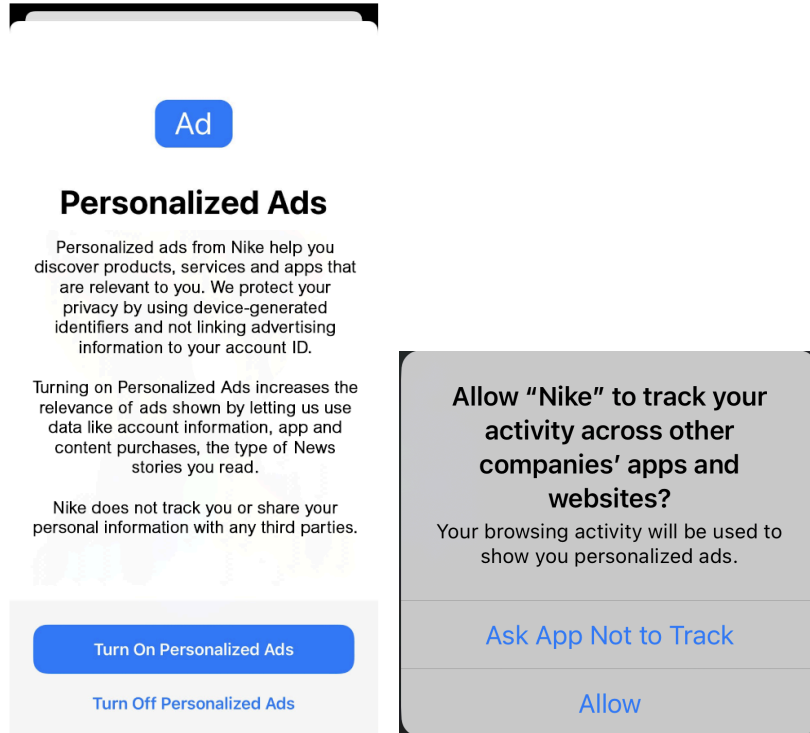 Ad
Personalized Ads
Personalized ads from Nike help you
discover products, services and apps that
are relevant to you. We protect your
privacy by using device-generated
identifiers and not linking advertising
information to your account ID.
Turning on Personalized Ads increases the
relevance of ads shown by letting us use
data like account information, app and
content purchases, the type of News
stories you read.
Nike does not track you or share your
personal information with any third parties.
Turn On Personalized Ads
Turn Off Personalized Ads
Allow “Nike” to track your
activity across other
companies’ apps and
websites?
Your browsing activity will be used to
show you personalized ads.
Ask App Not to Track
Allow